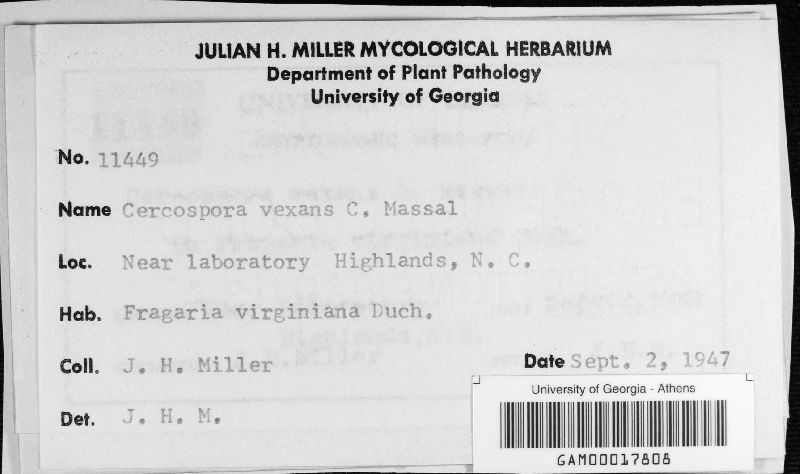 JULIAN H. MILLER MYCOLOGICAL HERBARIUM
Department of Plant Pathology
University of Georgia
No. 11449
Name Cercospora vexans C. Massal
Loc. Near laboratory Highlands, N. C.
Hab. Fragaria virginiana Duch.
Coll. J. H. Miller Date Sept. 2, 1947
Det. J. H. M.
University of Georgia - Athens
GAM00017808